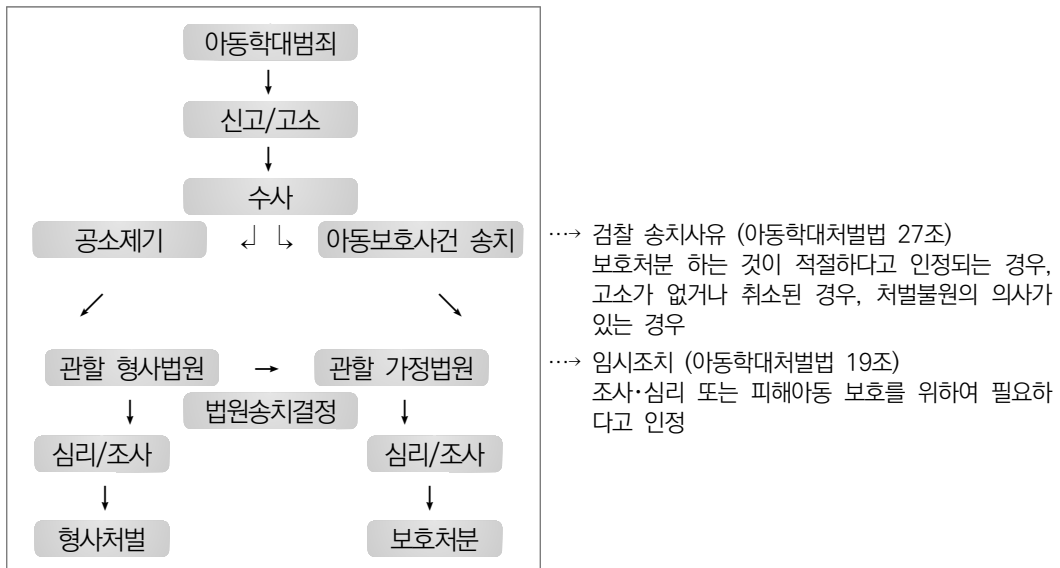 아동학대범죄
↓
신고/고소
↓
수사
공소제기 ↲ ↳ 아동보호사건 송치 …→ 검찰 송치사유 (아동학대처벌법 27조)
보호처분 하는 것이 적절하다고 인정되는 경우,
고소가 없거나 취소된 경우, 처벌불원의 의사가
있는 경우
↙ ↘
관할 형사법원 → 관할 가정법원 …→ 임시조치 (아동학대처벌법 19조)
조사･심리 또는 피해아동 보호를 위하여 필요하
다고 인정
↓ 법원송치결정 ↓
심리/조사 심리/조사
↓ ↓
형사처벌 보호처분